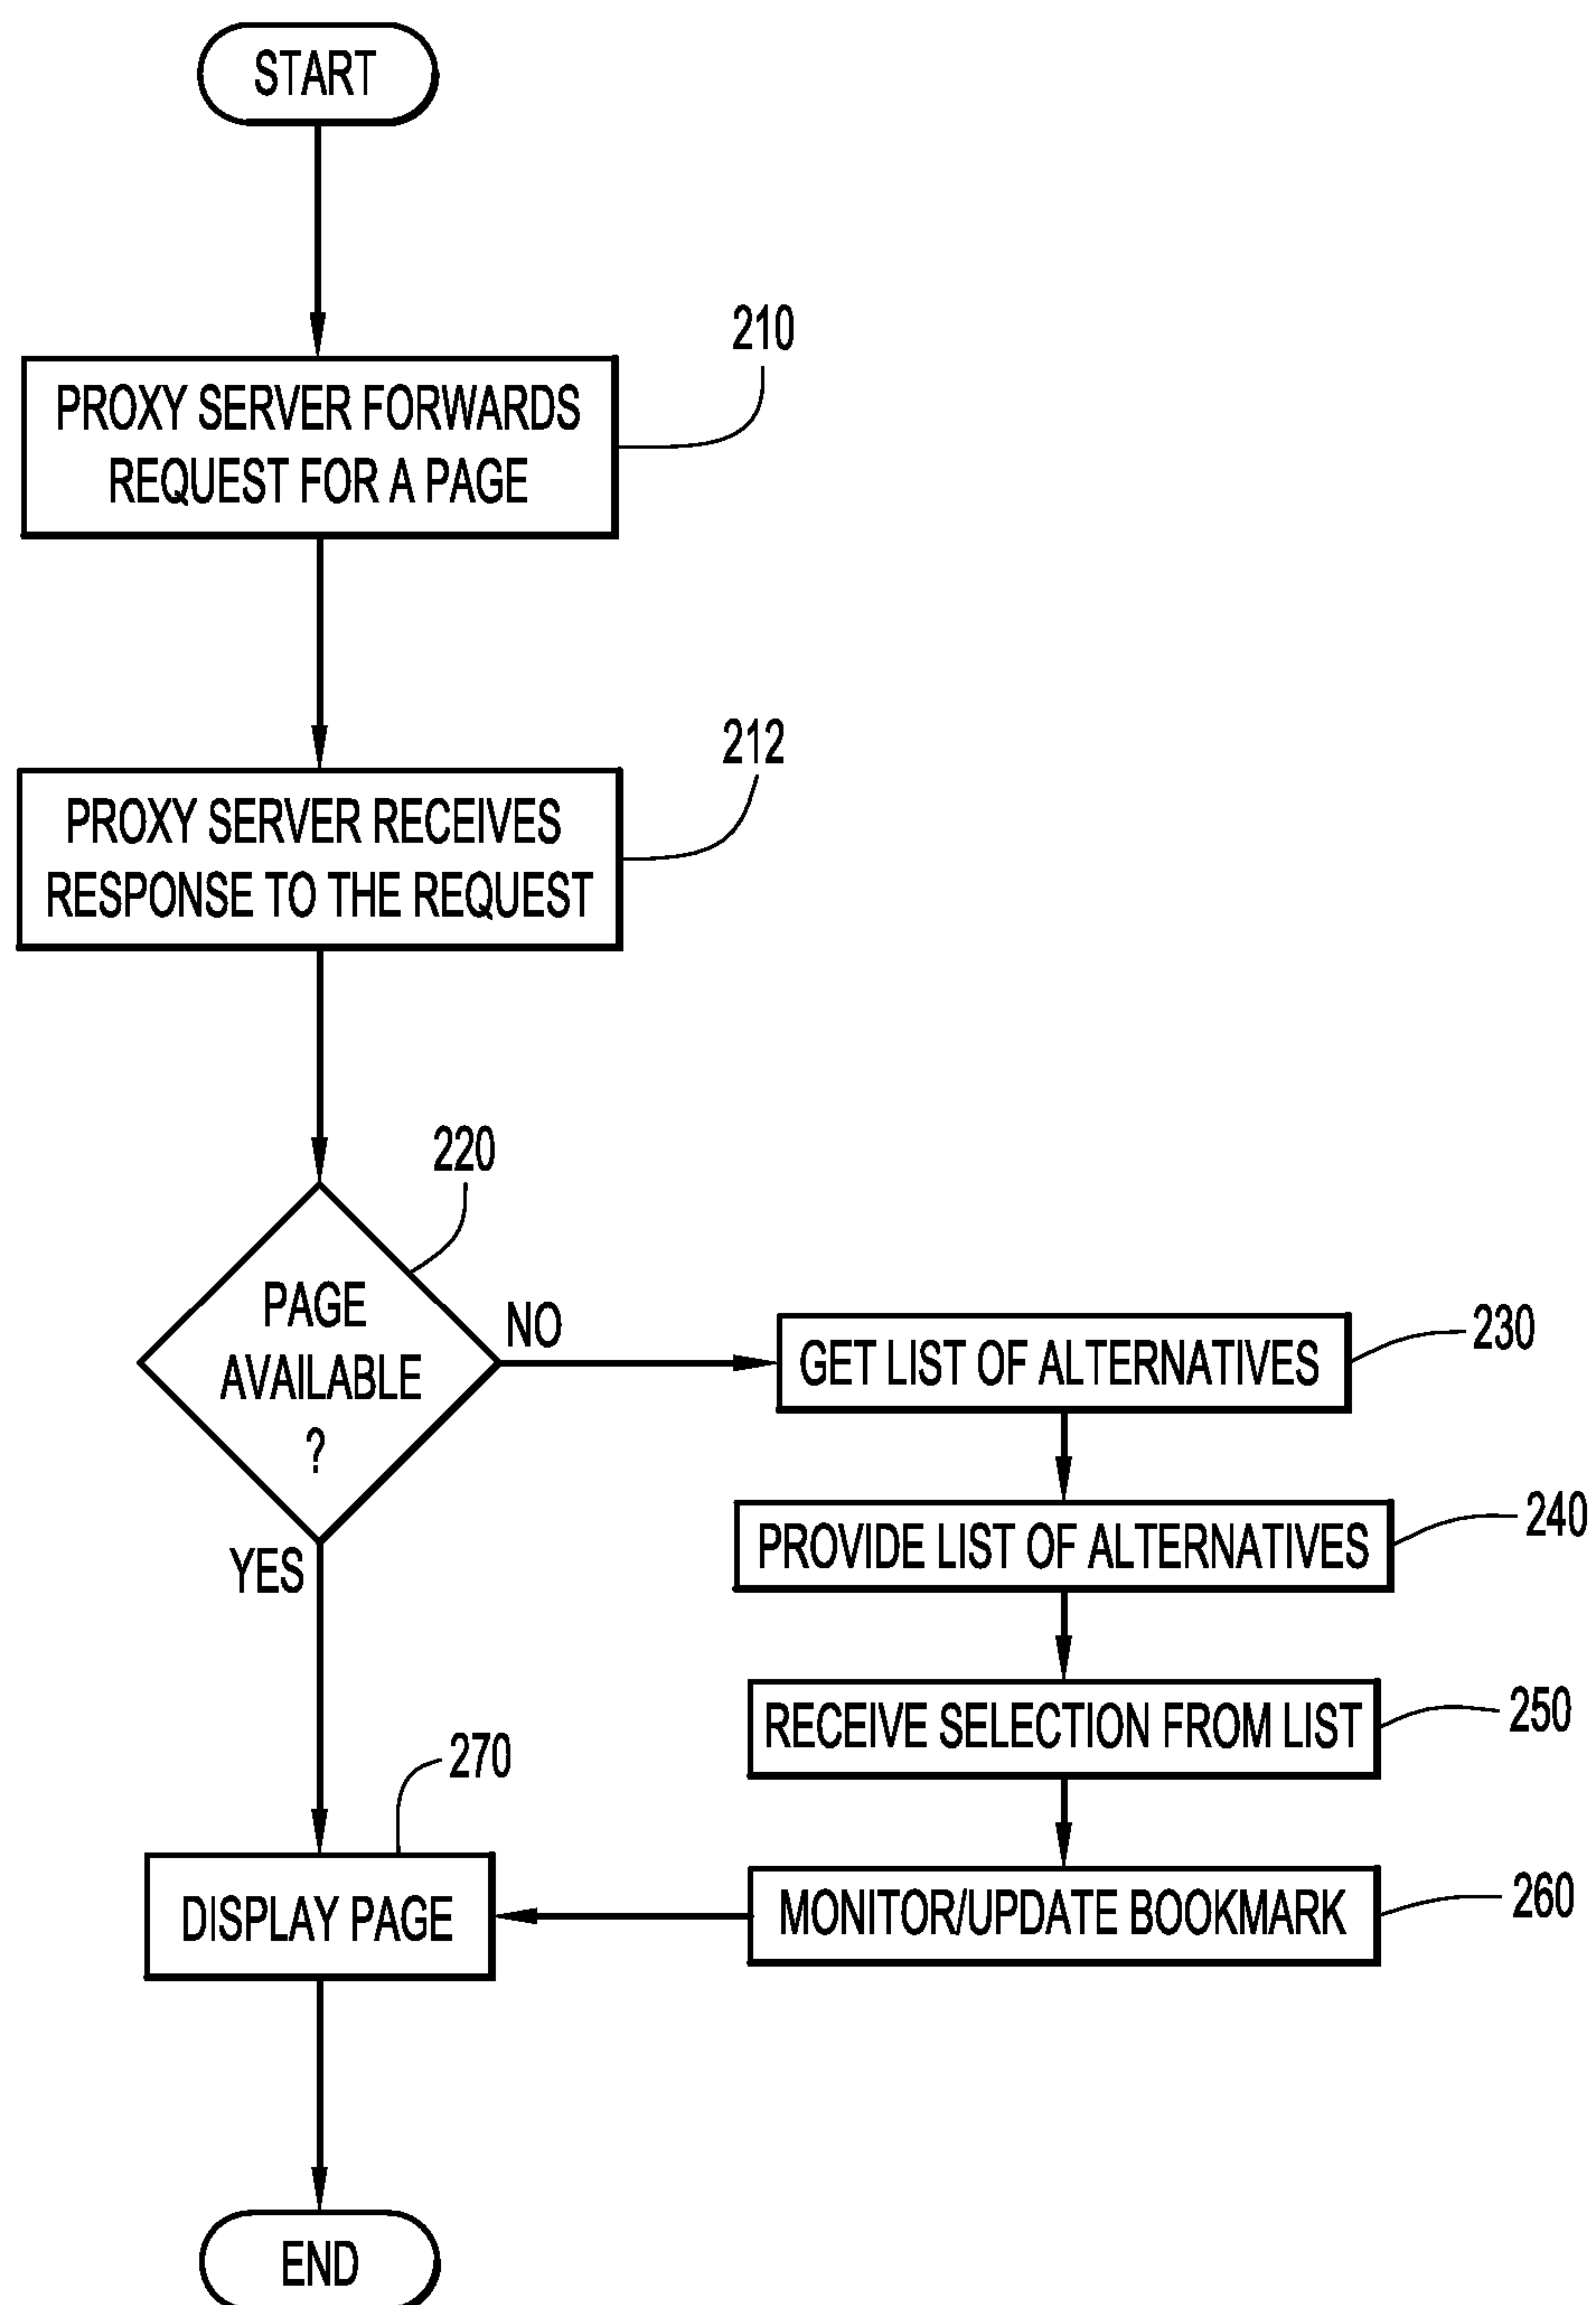 START
210
PROXY SERVER FORWARDS
REQUEST FOR A PAGE
212
PROXY SERVER RECEIVES
RESPONSE TO THE REQUEST
220
PAGE
AVAILABLE
?
NO
YES
GET LIST OF ALTERNATIVES
230
PROVIDE LIST OF ALTERNATIVES
240
RECEIVE SELECTION FROM LIST
250
MONITOR/UPDATE BOOKMARK
260
270
DISPLAY PAGE
END